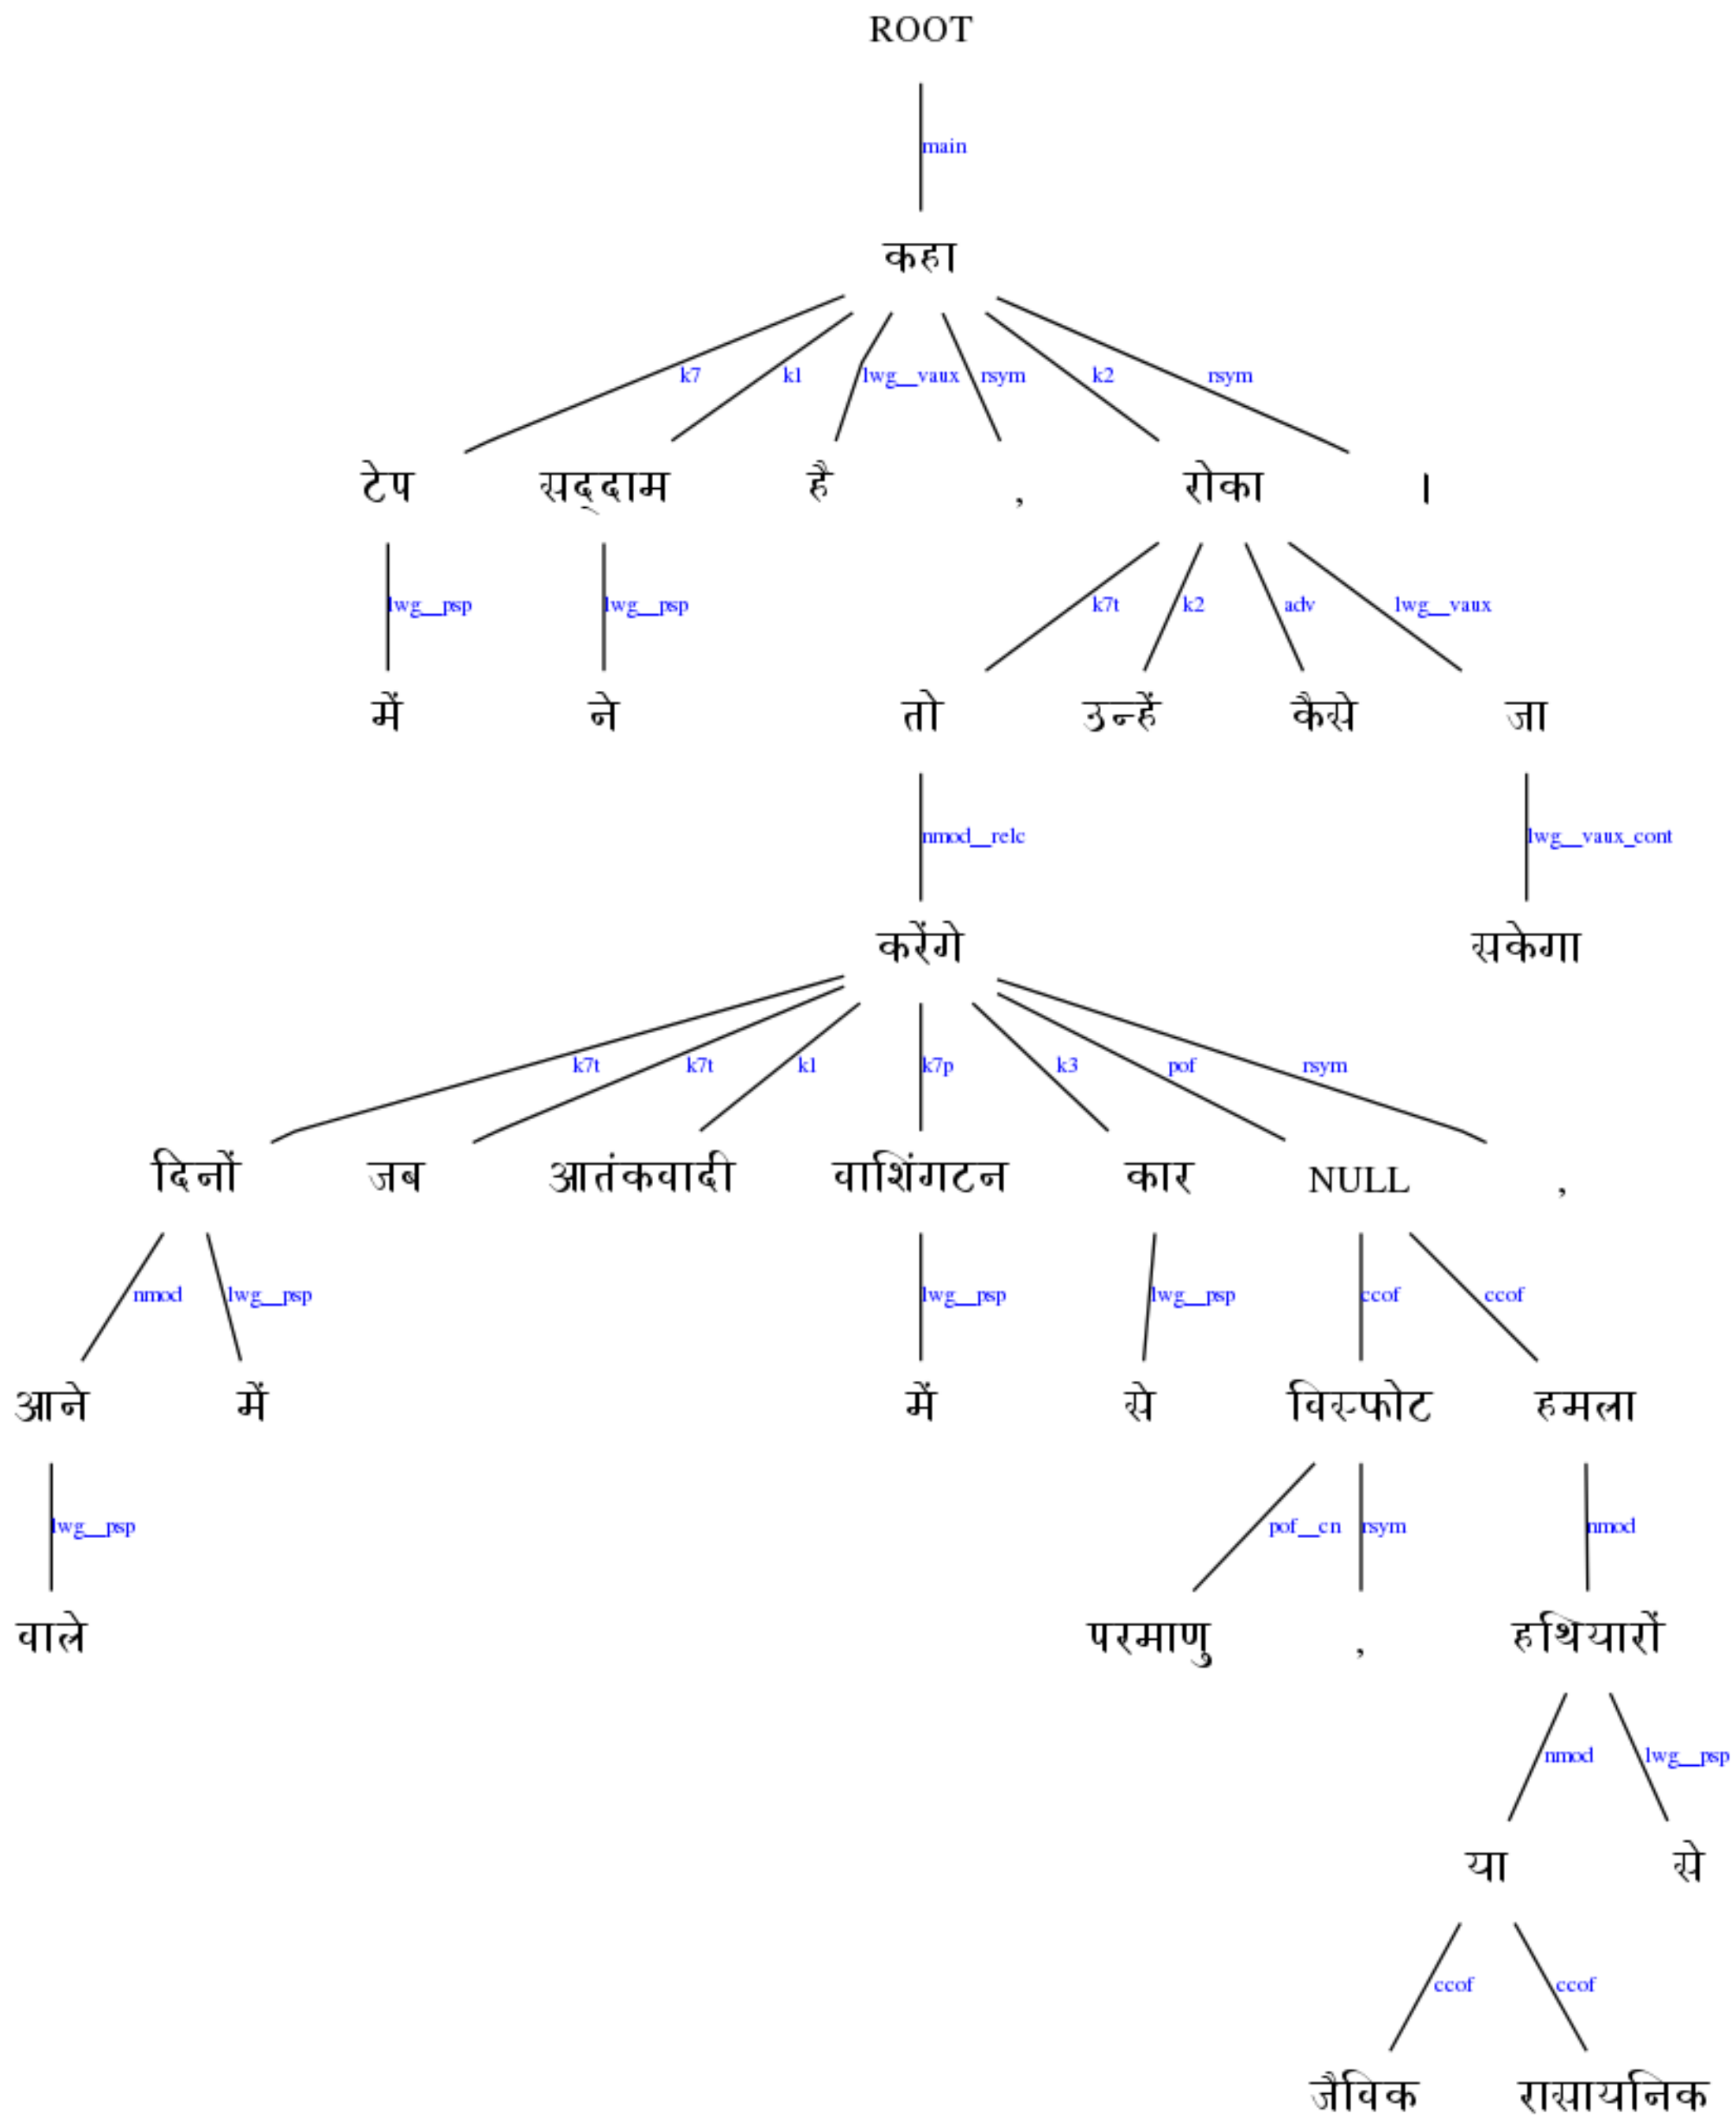 ROOT
main
कहा
k7 k1 lwg__vaux rsym k2 rsym
टेप सद्दाम है , रोका ।
lwg__psp lwg__psp k7t k2 adv lwg__vaux
में ने तो उन्हें कैसे जा
nmod__relc lwg__vaux_cont
करेंगे सकेगा
k7t k7t k1 k7p k3 pof rsym
दिनों जब आतंकवादी वाशिंगटन कार NULL ,
nmod lwg__psp lwg__psp lwg__psp ccof ccof
आने में में से विस्फोट हमला
lwg__psp pof__cn rsym nmod
वाले परमाणु , हथियारों
nmod lwg__psp
या से
ccof ccof
जैविक रासायनिक